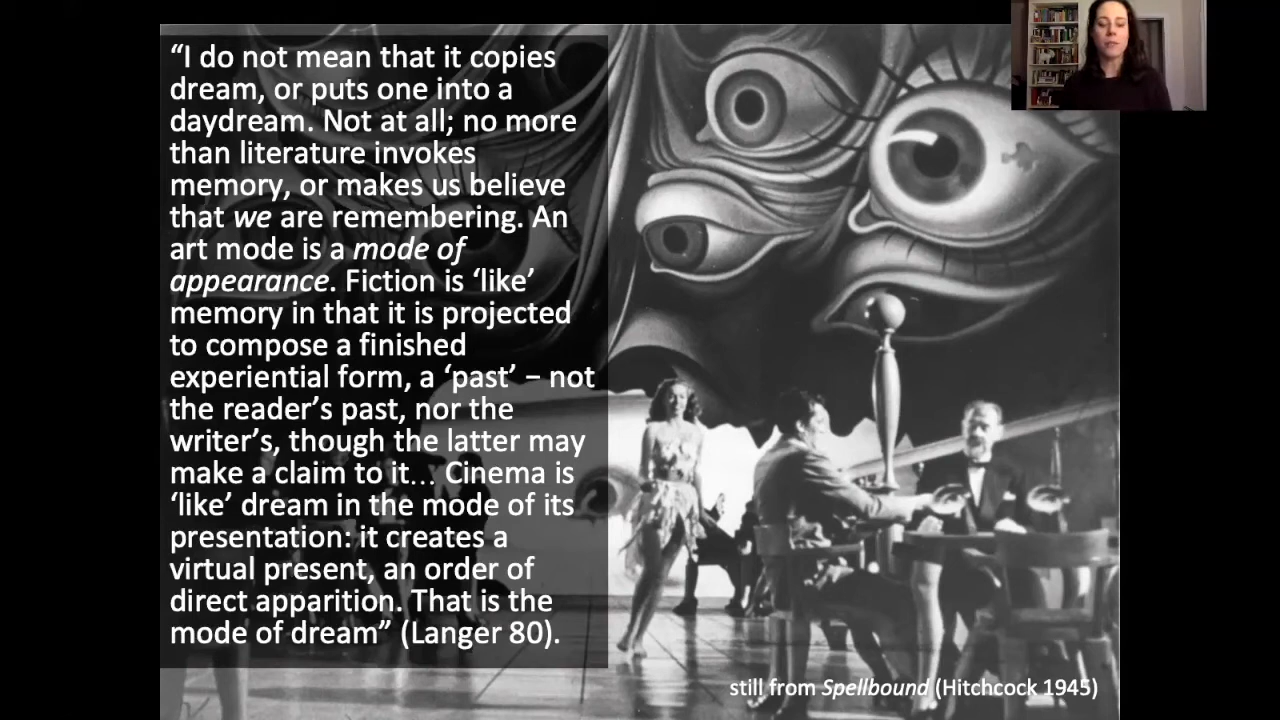 “I do not mean that it copies
dream, or puts one into a
daydream. Not at all; no more
than literature invokes
memory, or makes us believe
that we are remembering. An
art mode is a mode of
appearance. Fiction is ‘like’
memory in that it is projected
to compose a finished
experiential form, a ‘past’ – not
the reader’s past, nor the
writer’s, though the latter may
make a claim to it… Cinema is
‘like’ dream in the mode of its
presentation: it creates a
virtual present, an order of
direct apparition. That is the
mode of dream” (Langer 80).
still from Spellbound (Hitchcock 1945)